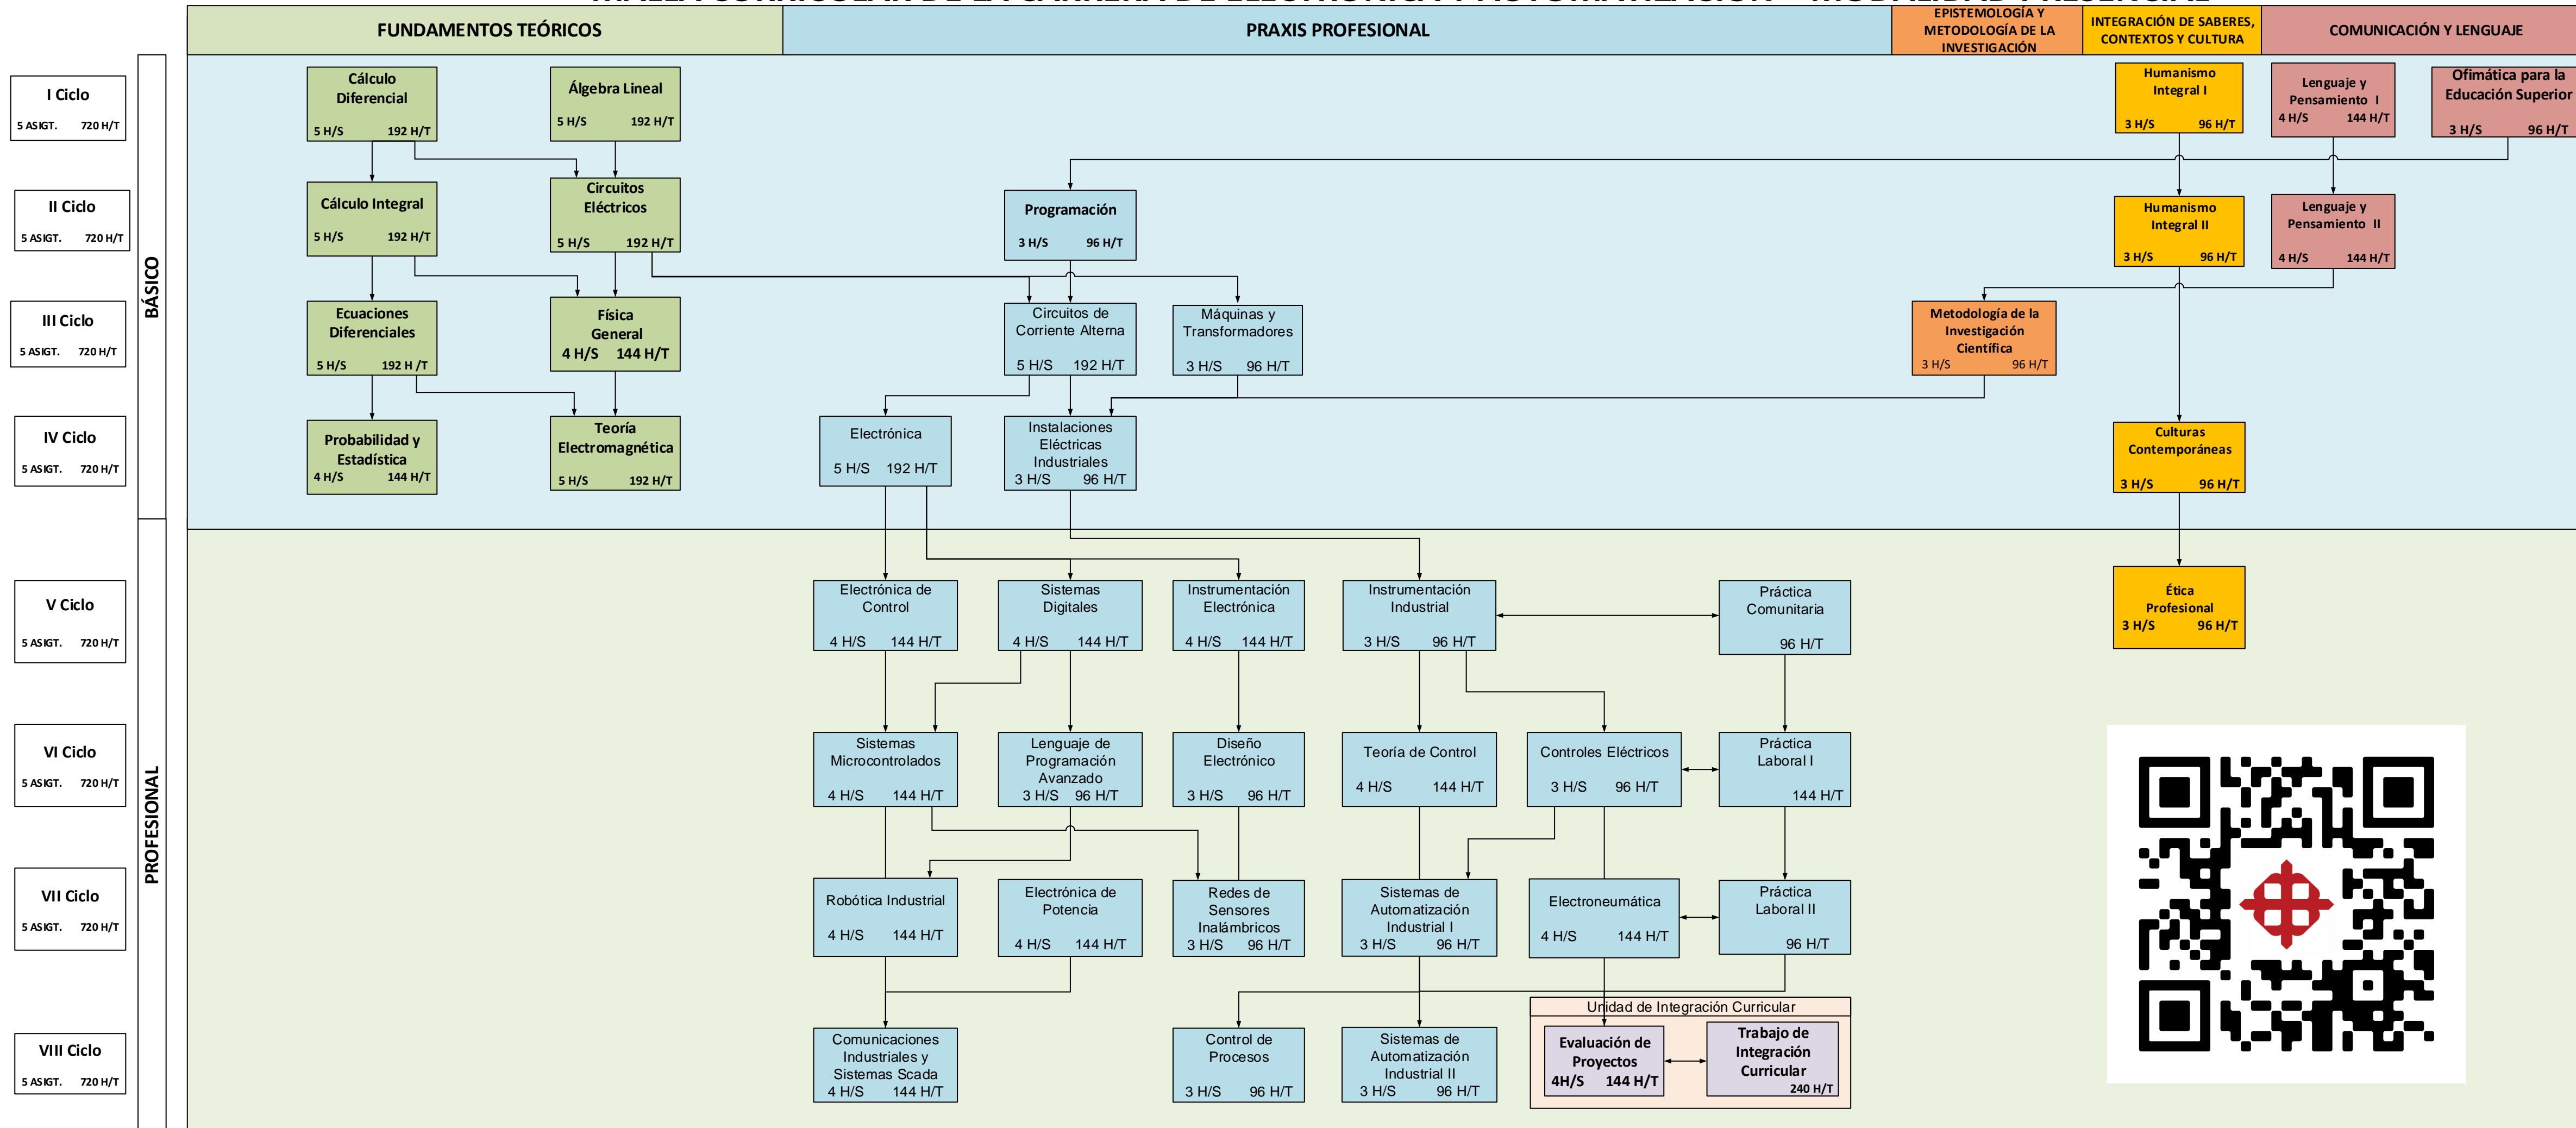 FUNDAMENTOS TEÓRICOS
PRAXIS PROFESIONAL
EPISTEMOLOGÍA Y
METODOLOGÍA DE LA
INVESTIGACIÓN
INTEGRACIÓN DE SABERES,
CONTEXTOS Y CULTURA
COMUNICACIÓN Y LENGUAJE
BÁSICO
I Ciclo
5 ASIGT. 720 H/T
Cálculo
Diferencial
5 H/S 192 H/T
Álgebra Lineal
5 H/S 192 H/T
Humanismo
Integral I
3 H/S 96 H/T
Lenguaje y
Pensamiento I
4 H/S 144 H/T
Ofimática para la
Educación Superior
3 H/S 96 H/T
II Ciclo
5 ASIGT. 720 H/T
Cálculo Integral
5 H/S 192 H/T
Circuitos
Eléctricos
5 H/S 192 H/T
Programación
3 H/S 96 H/T
Humanismo
Integral II
3 H/S 96 H/T
Lenguaje y
Pensamiento II
4 H/S 144 H/T
III Ciclo
5 ASIGT. 720 H/T
Ecuaciones
Diferenciales
5 H/S 192 H /T
Física
General
4 H/S 144 H/T
Circuitos de
Corriente Alterna
5 H/S 192 H/T
Máquinas y
Transformadores
3 H/S 96 H/T
Metodología de la
Investigación
Científica
3 H/S 96 H/T
IV Ciclo
5 ASIGT. 720 H/T
Probabilidad y
Estadística
4 H/S 144 H/T
Teoría
Electromagnética
5 H/S 192 H/T
Electrónica
5 H/S 192 H/T
Instalaciones
Eléctricas
Industriales
3 H/S 96 H/T
Culturas
Contemporáneas
3 H/S 96 H/T
PROFESIONAL
V Ciclo
5 ASIGT. 720 H/T
Electrónica de
Control
4 H/S 144 H/T
Sistemas
Digitales
4 H/S 144 H/T
Instrumentación
Electrónica
4 H/S 144 H/T
Instrumentación
Industrial
3 H/S 96 H/T
Práctica
Comunitaria
96 H/T
Ética
Profesional
3 H/S 96 H/T
VI Ciclo
5 ASIGT. 720 H/T
Sistemas
Microcontrolados
4 H/S 144 H/T
Lenguaje de
Programación
Avanzado
3 H/S 96 H/T
Diseño
Electrónico
3 H/S 96 H/T
Teoría de Control
4 H/S 144 H/T
Controles Eléctricos
3 H/S 96 H/T
Práctica
Laboral I
144 H/T
VII Ciclo
5 ASIGT. 720 H/T
Robótica Industrial
4 H/S 144 H/T
Electrónica de
Potencia
4 H/S 144 H/T
Redes de
Sensores
Inalámbricos
3 H/S 96 H/T
Sistemas de
Automatización
Industrial I
3 H/S 96 H/T
Electroneumática
4 H/S 144 H/T
Práctica
Laboral II
96 H/T
VIII Ciclo
5 ASIGT. 720 H/T
Comunicaciones
Industriales y
Sistemas Scada
4 H/S 144 H/T
Control de
Procesos
3 H/S 96 H/T
Sistemas de
Automatización
Industrial II
3 H/S 96 H/T
Unidad de Integración Curricular
Evaluación de
Proyectos
4H/S 144 H/T
Trabajo de
Integración
Curricular
240 H/T